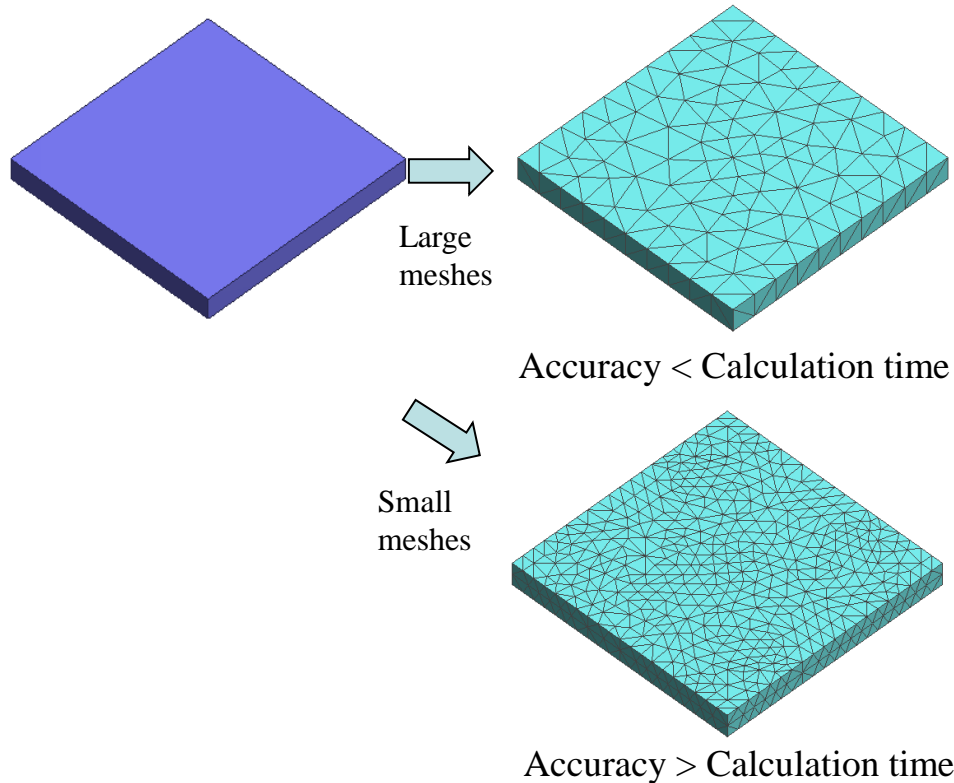 Large
meshes
Accuracy < Calculation time
Small
meshes
Accuracy > Calculation time